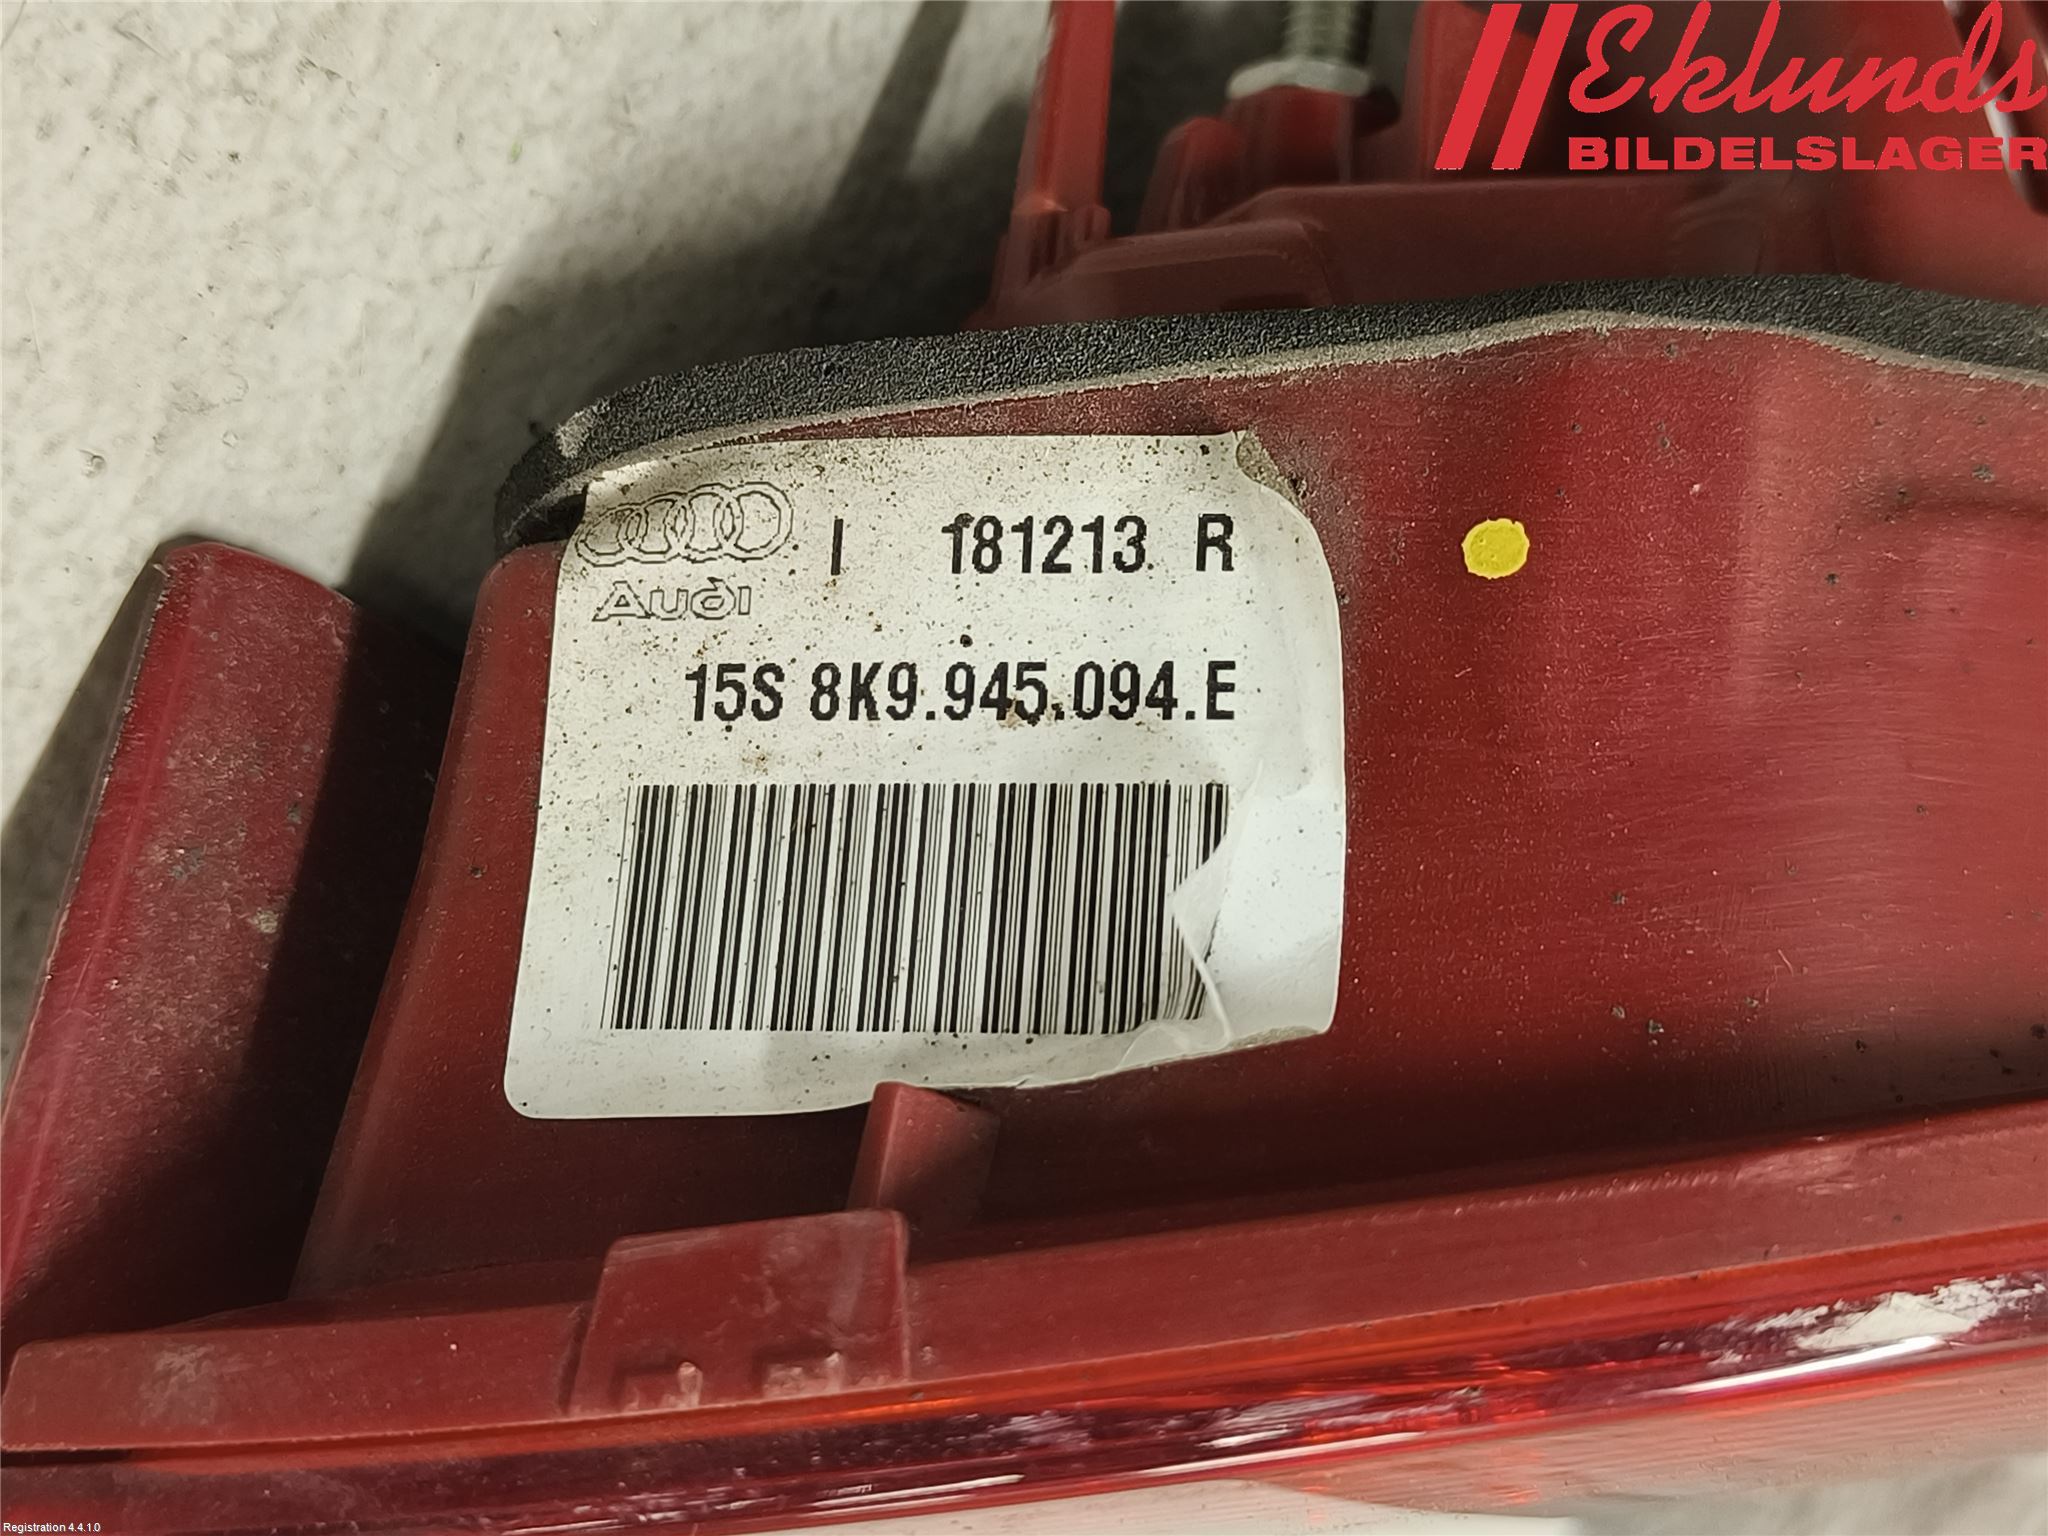 Eklunds
BILDELSLAGER
I 181213 R
Audi
15S 8K9.945.094.E
Registration 4.4.1.0